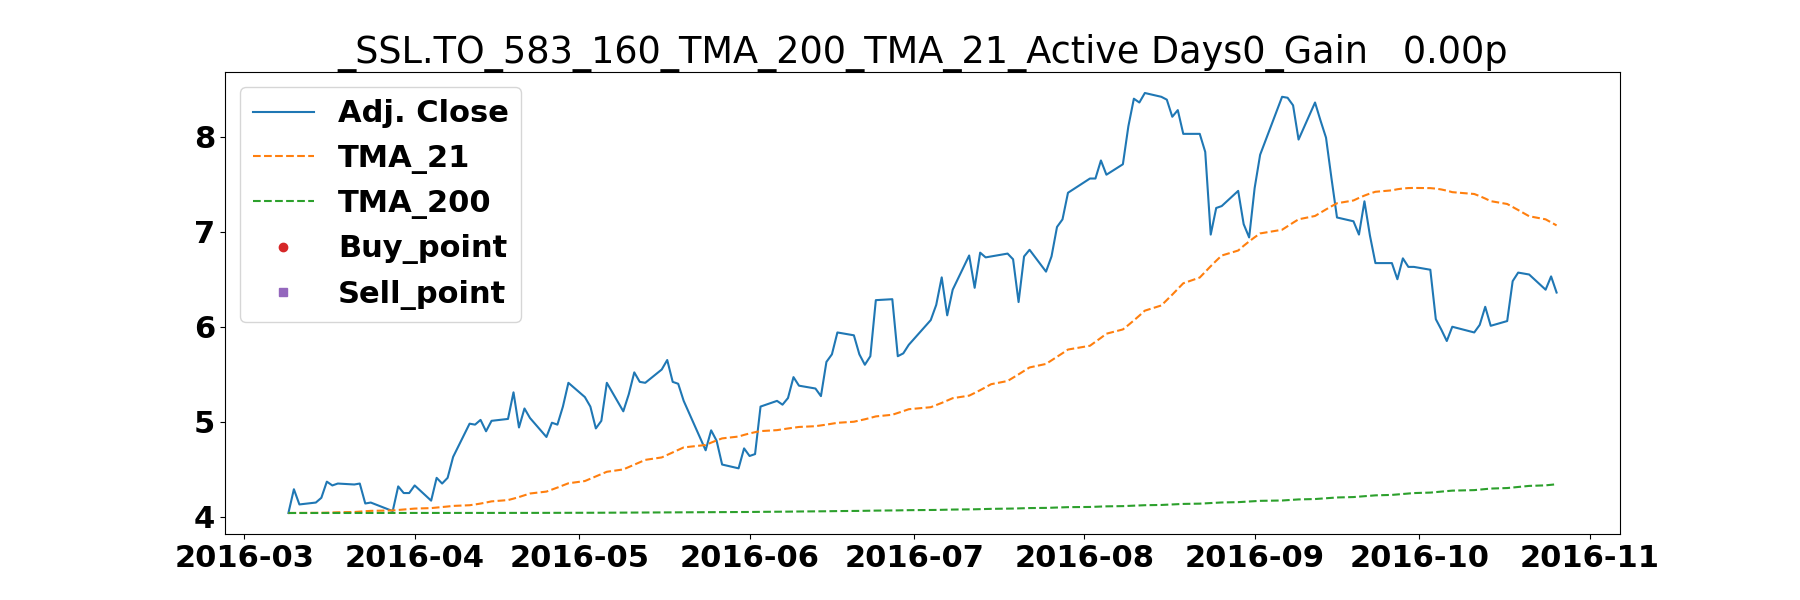 _SSL.TO_583_160_TMA_200_TMA_21_Active Days0_Gain   0.00p
Adj. Close
TMA_21
TMA_200
Buy_point
Sell_point
8
7
6
5
4
2016-03 2016-04 2016-05 2016-06 2016-07 2016-08 2016-09 2016-10 2016-11